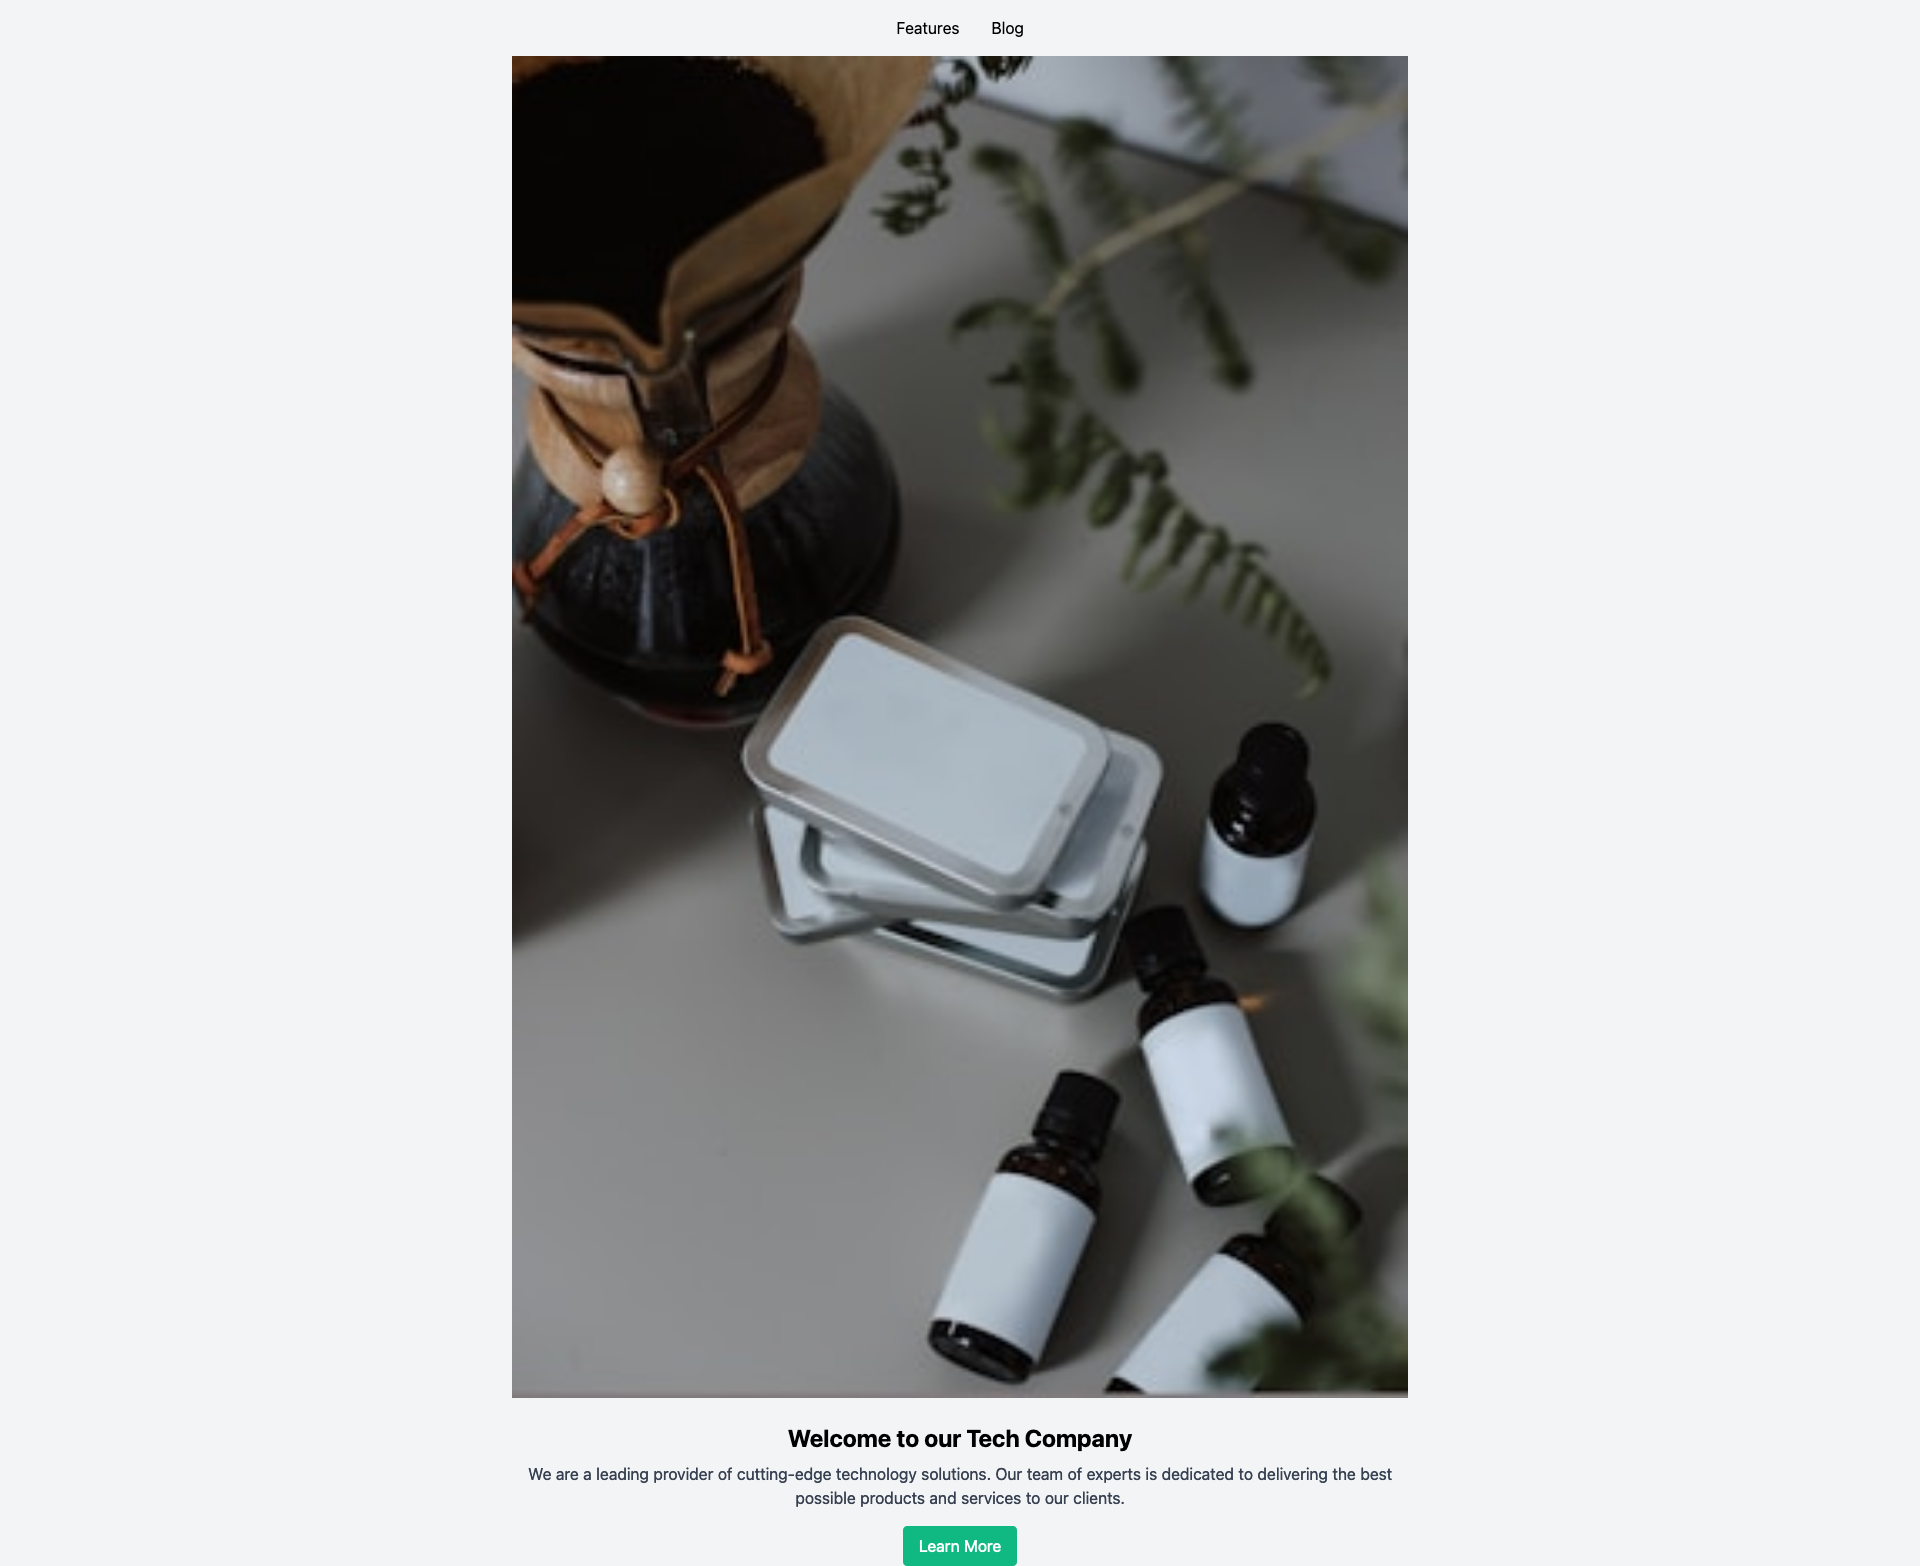 Features Blog
Welcome to our Tech Company
We are a leading provider of cutting-edge technology solutions. Our team of experts is dedicated to delivering the best
possible products and services to our clients.
Learn More